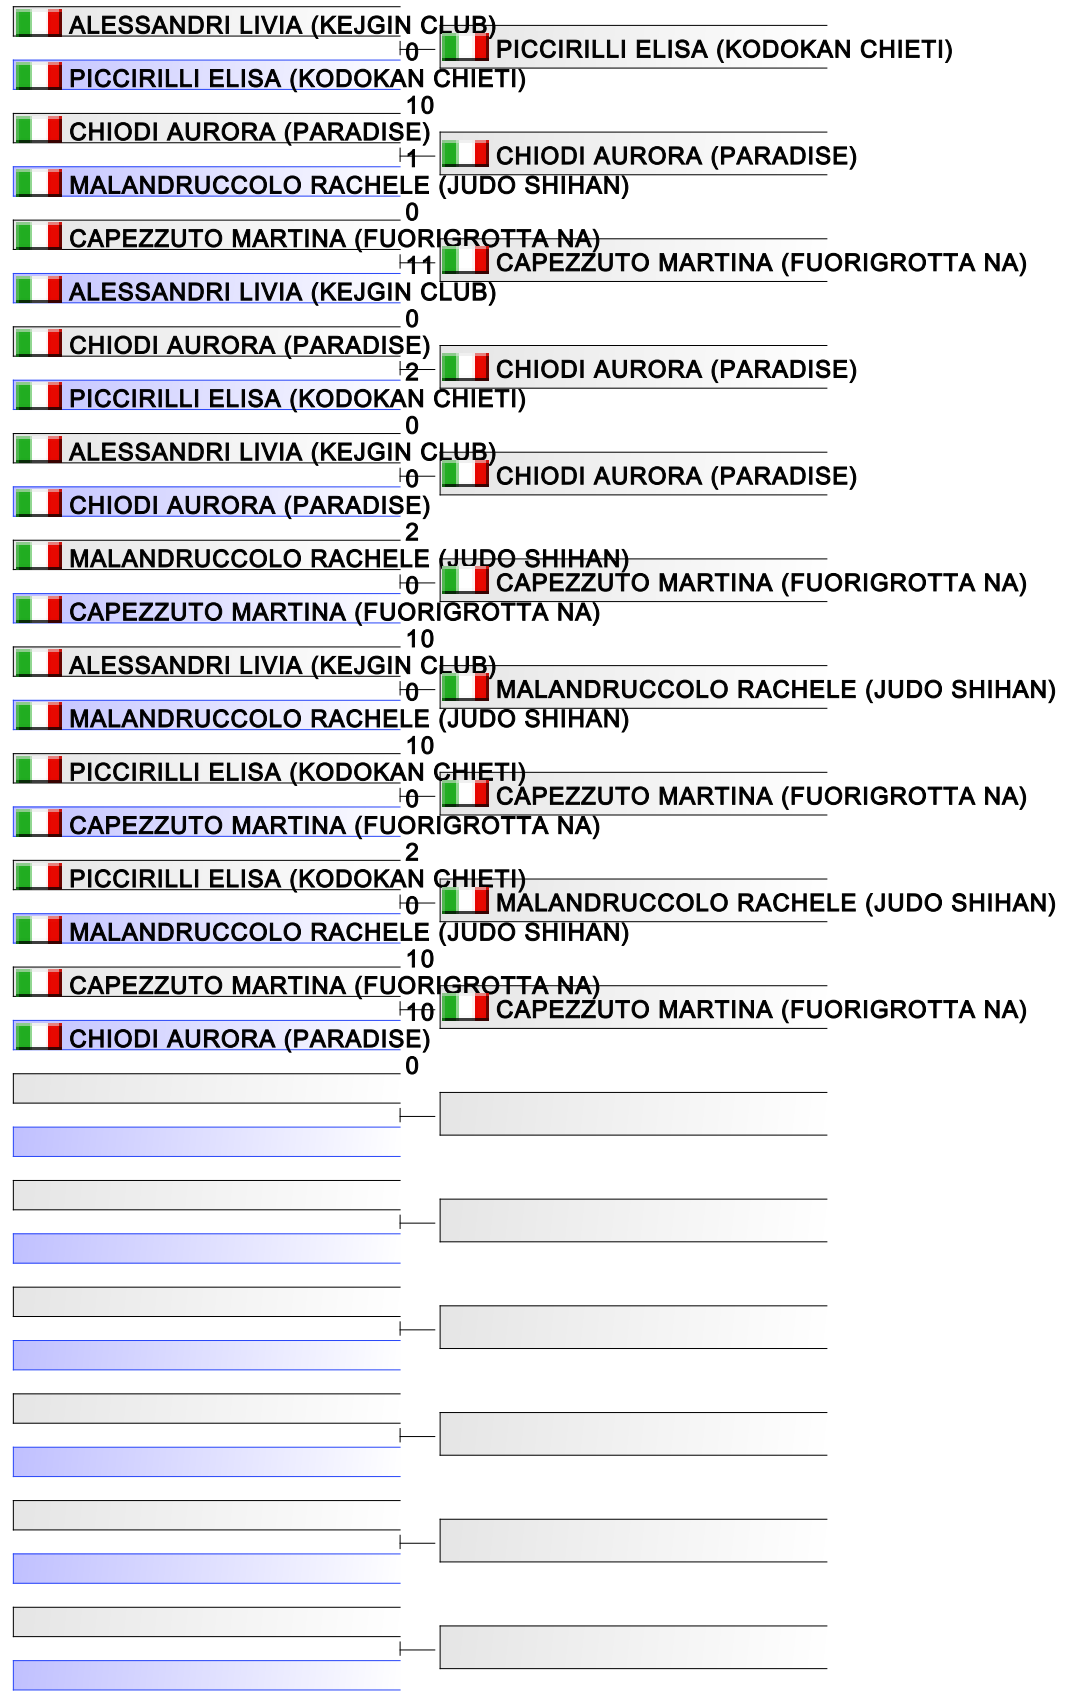 ALESSANDRI LIVIA (KEJGIN CLUB)
0
PICCIRILLI ELISA (KODOKAN CHIETI)
PICCIRILLI ELISA (KODOKAN CHIETI)
10
CHIODI AURORA (PARADISE)
1
CHIODI AURORA (PARADISE)
MALANDRUCCOLO RACHELE (JUDO SHIHAN)
0
CAPEZZUTO MARTINA (FUORIGROTTA NA)
11
CAPEZZUTO MARTINA (FUORIGROTTA NA)
ALESSANDRI LIVIA (KEJGIN CLUB)
0
CHIODI AURORA (PARADISE)
2
CHIODI AURORA (PARADISE)
PICCIRILLI ELISA (KODOKAN CHIETI)
0
ALESSANDRI LIVIA (KEJGIN CLUB)
0
CHIODI AURORA (PARADISE)
CHIODI AURORA (PARADISE)
2
MALANDRUCCOLO RACHELE (JUDO SHIHAN)
0
CAPEZZUTO MARTINA (FUORIGROTTA NA)
CAPEZZUTO MARTINA (FUORIGROTTA NA)
10
ALESSANDRI LIVIA (KEJGIN CLUB)
0
MALANDRUCCOLO RACHELE (JUDO SHIHAN)
MALANDRUCCOLO RACHELE (JUDO SHIHAN)
10
PICCIRILLI ELISA (KODOKAN CHIETI)
0
CAPEZZUTO MARTINA (FUORIGROTTA NA)
CAPEZZUTO MARTINA (FUORIGROTTA NA)
2
PICCIRILLI ELISA (KODOKAN CHIETI)
0
MALANDRUCCOLO RACHELE (JUDO SHIHAN)
MALANDRUCCOLO RACHELE (JUDO SHIHAN)
10
CAPEZZUTO MARTINA (FUORIGROTTA NA)
10
CAPEZZUTO MARTINA (FUORIGROTTA NA)
CHIODI AURORA (PARADISE)
0